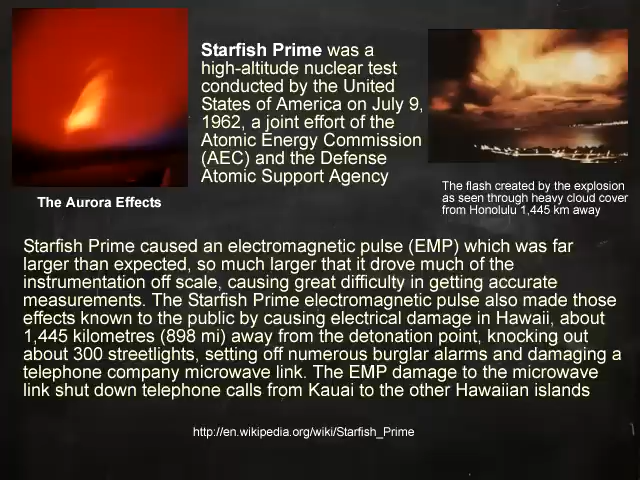 Starfish Prime was a
high-altitude nuclear test
conducted by the United
States of America on July 9,
1962, a joint effort of the
Atomic Energy Commission
(AEC) and the Defense
Atomic Support Agency
The Aurora Effects
The flash created by the explosion
as seen through heavy cloud cover
from Honolulu 1,445 km away
Starfish Prime caused an electromagnetic pulse (EMP) which was far
larger than expected, so much larger that it drove much of the
instrumentation off scale, causing great difficulty in getting accurate
measurements. The Starfish Prime electromagnetic pulse also made those
effects known to the public by causing electrical damage in Hawaii, about
1,445 kilometres (898 mi) away from the detonation point, knocking out
about 300 streetlights, setting off numerous burglar alarms and damaging a
telephone company microwave link. The EMP damage to the microwave
link shut down telephone calls from Kauai to the other Hawaiian islands
http://en.wikipedia.org/wiki/Starfish_Prime